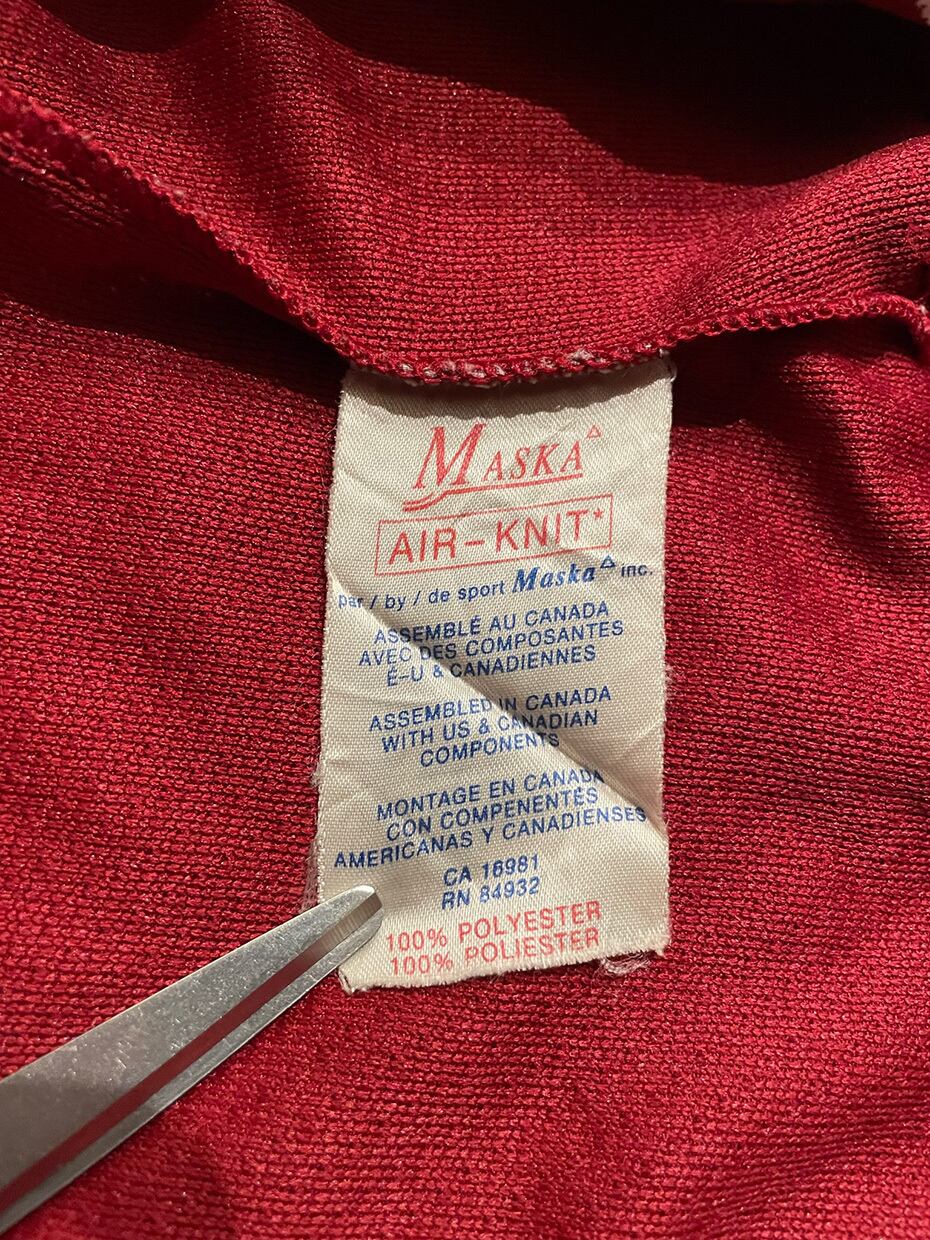 MASKA△
AIR-KNIT*
par / by / de sport Maska△ inc.
ASSEMBLÉ AU CANADA
AVEC DES COMPOSANTES
É-U & CANADIENNES
ASSEMBLED IN CANADA
WITH US & CANADIAN
COMPONENTS
MONTAGE EN CANADA
CON COMPENENTÉS
AMERICANAS Y CANADIENSES
CA 16981
RN 84932
100% POLYESTER
100% POLIESTER